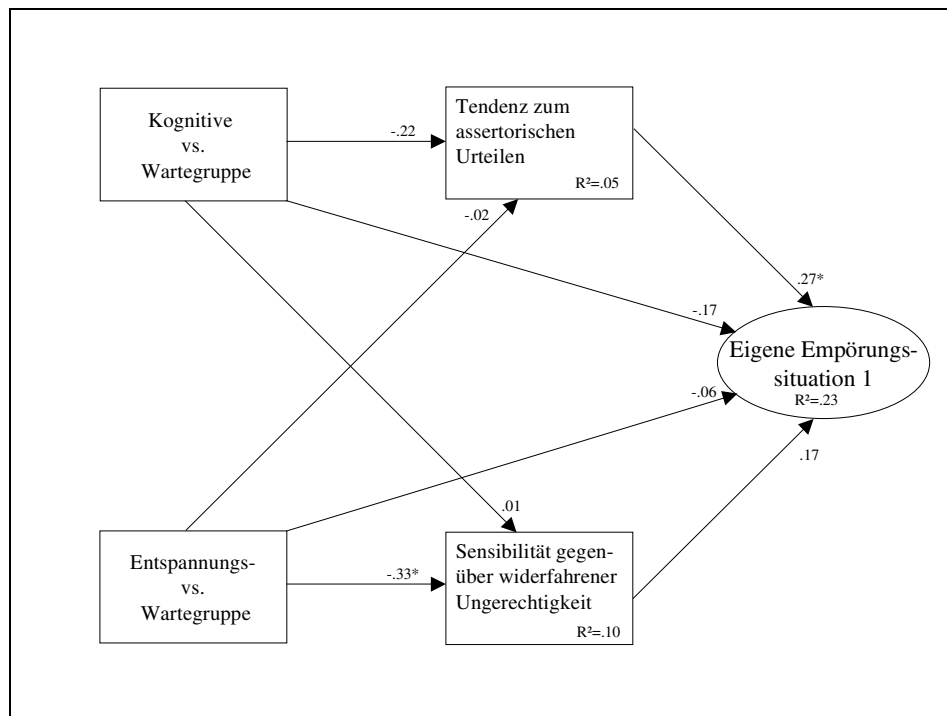 Kognitive
vs.
Wartegruppe
-.22
Tendenz zum
assertorischen
Urteilen
R²=.05
-.02
.27*
-.17
Eigene Empörungs-
situation 1
R²=.23
-.06
.17
.01
Entspannungs-
vs.
Wartegruppe
-.33*
Sensibilität gegen-
über widerfahrener
Ungerechtigkeit
R²=.10